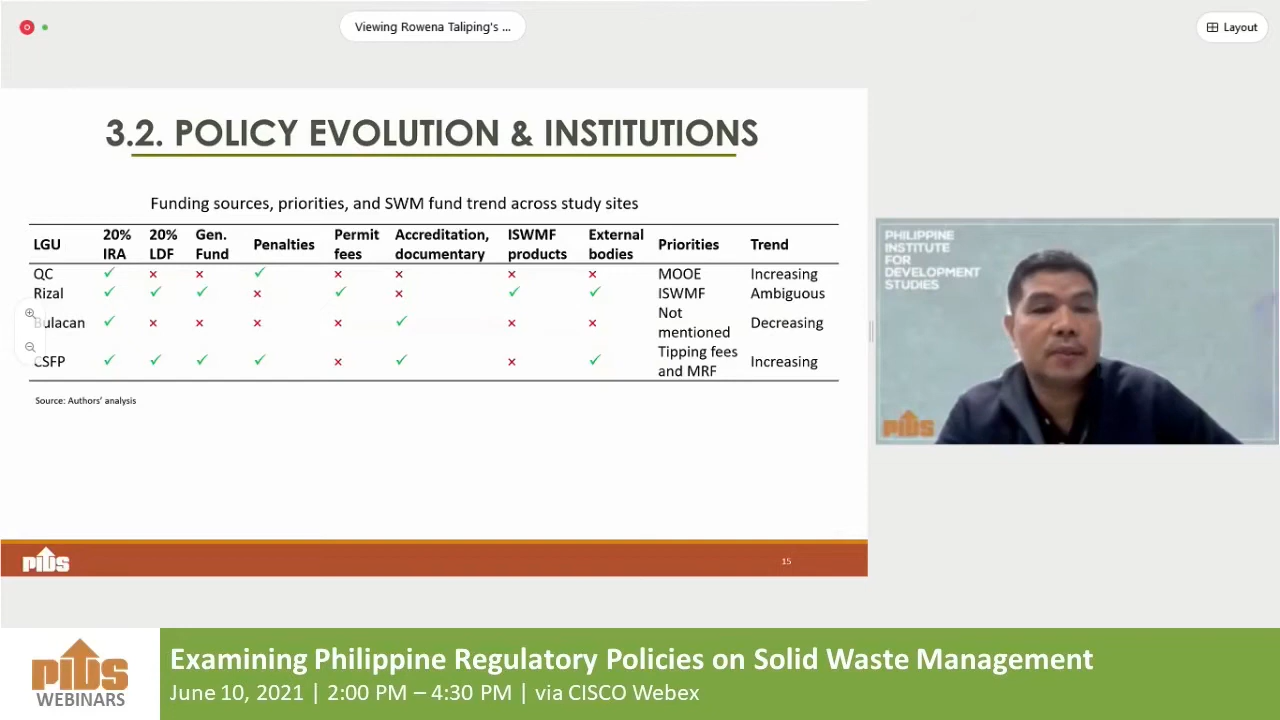 Viewing Rowena Taliping's ...
Layout
3.2. POLICY EVOLUTION & INSTITUTIONS
Funding sources, priorities, and SWM fund trend across study sites
LGU 20% IRA 20% LDF Gen. Fund Penalties Permit fees Accreditation, documentary ISWMF products External bodies Priorities Trend
QC ✓ × × ✓ × × × × MOOE Increasing
Rizal ✓ ✓ ✓ × ✓ × ✓ ✓ ISWMF Ambiguous
Bulacan ✓ × × × × ✓ × × Not mentioned Decreasing
CSFP ✓ ✓ ✓ ✓ × ✓ × ✓ Tipping fees and MRF Increasing
Source: Authors' analysis
PIDS
15
PHILIPPINE
INSTITUTE
FOR
DEVELOPMENT
STUDIES
PIDS
PIDS
WEBINARS
Examining Philippine Regulatory Policies on Solid Waste Management
June 10, 2021 | 2:00 PM – 4:30 PM | via CISCO Webex